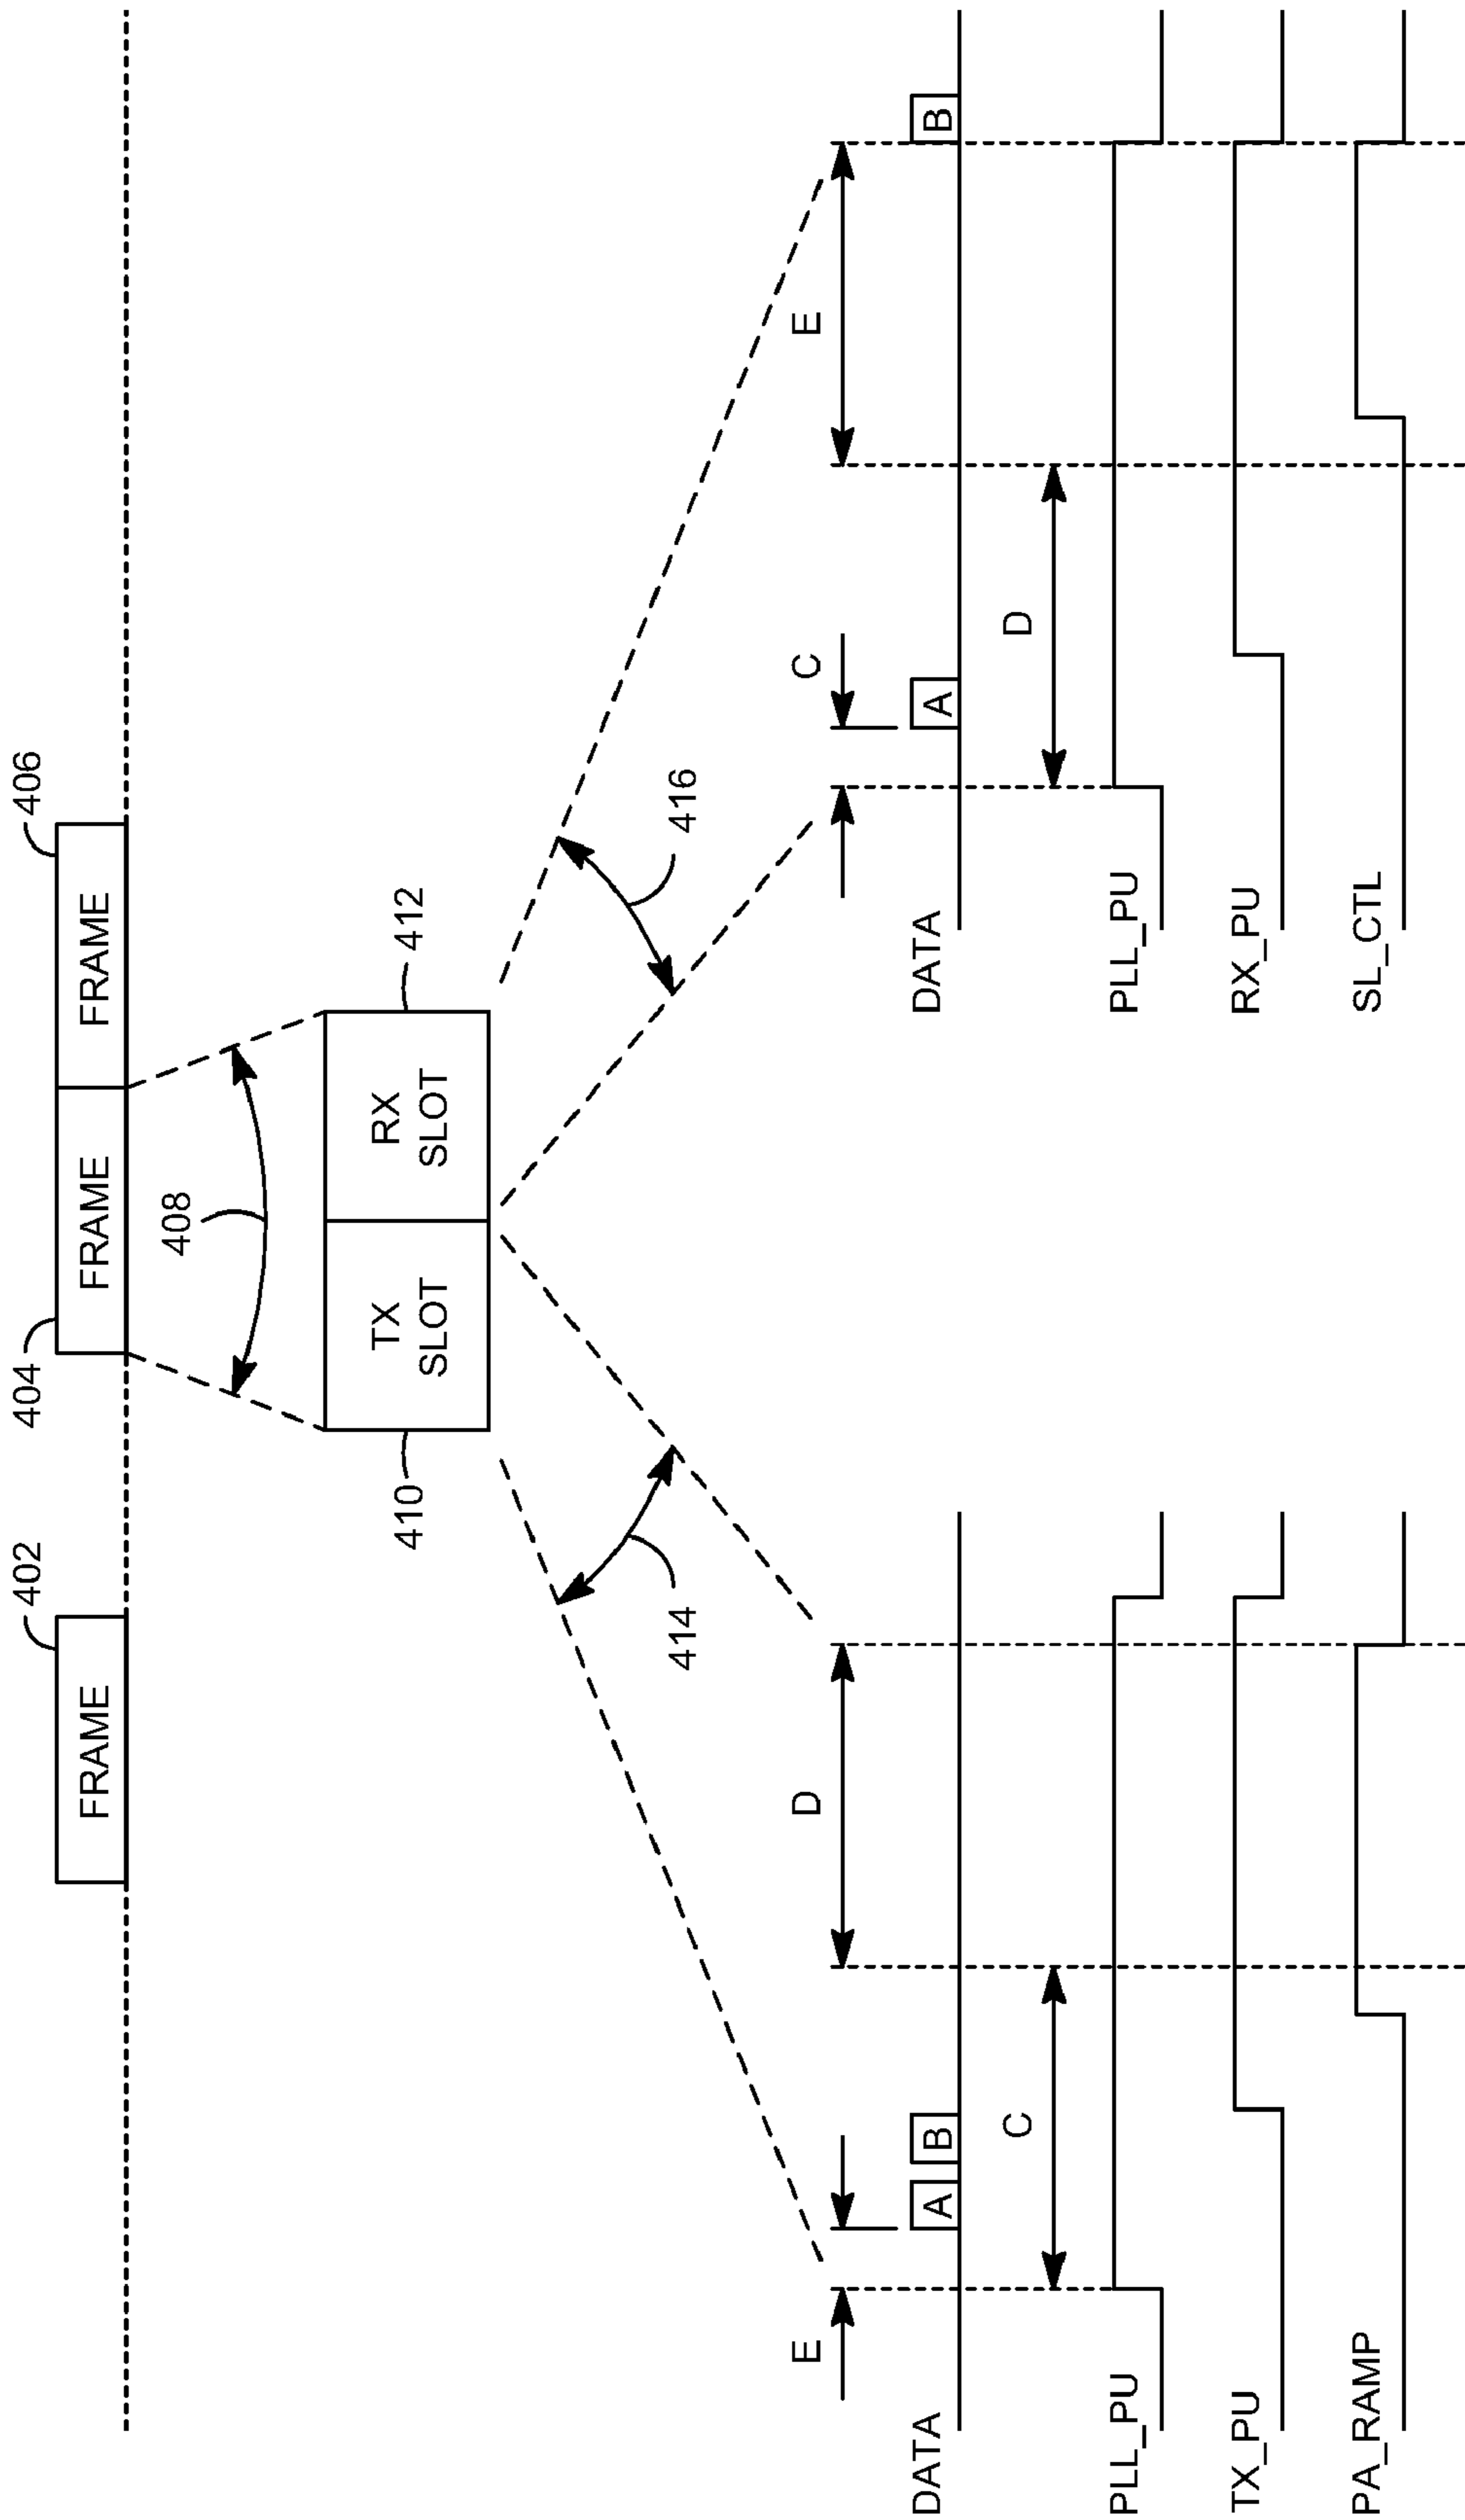 402
404
406
FRAME
FRAME
FRAME
408
410
TX
SLOT
RX
SLOT
412
414
416
E
D
DATA
A
B
C
PLL_PU
TX_PU
PA_RAMP
C
E
DATA
A
B
D
PLL_PU
RX_PU
SL_CTL